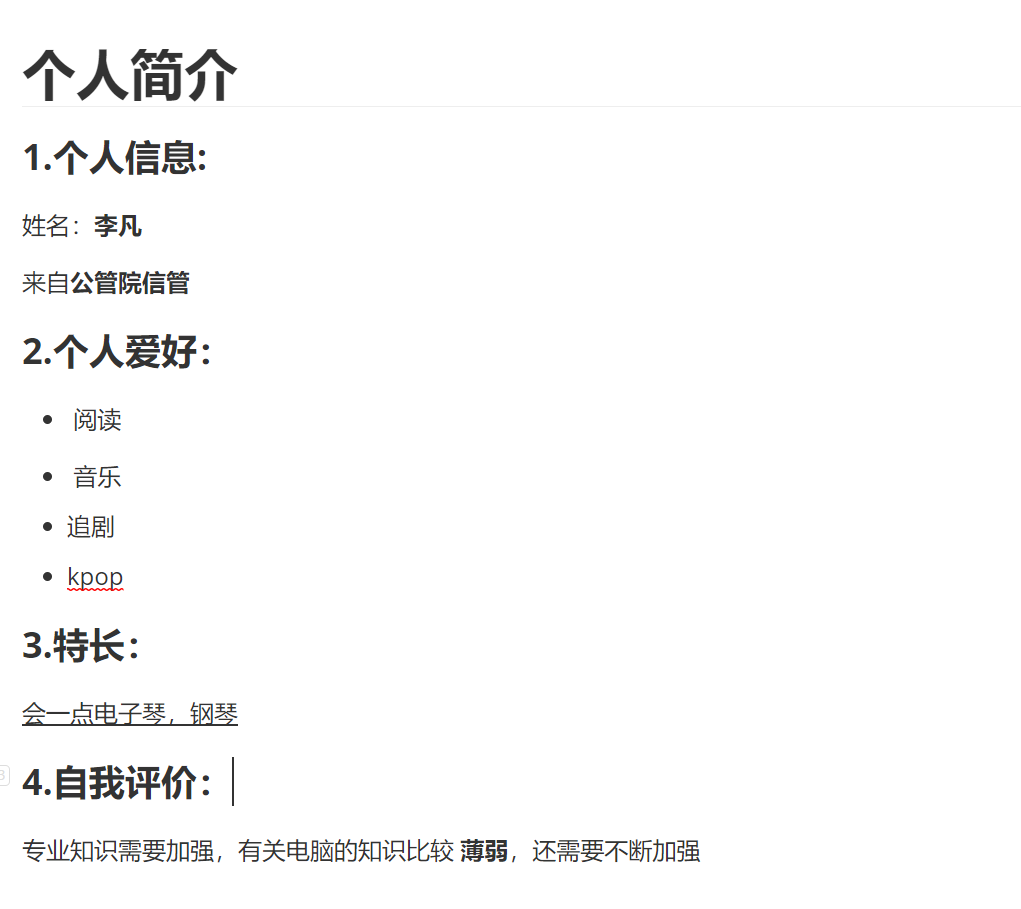 个人简介
1.个人信息:
姓名：李凡
来自公管院信管
2.个人爱好：
阅读
音乐
追剧
kpop
3.特长：
会一点电子琴，钢琴
4.自我评价：
专业知识需要加强，有关电脑的知识比较 薄弱，还需要不断加强